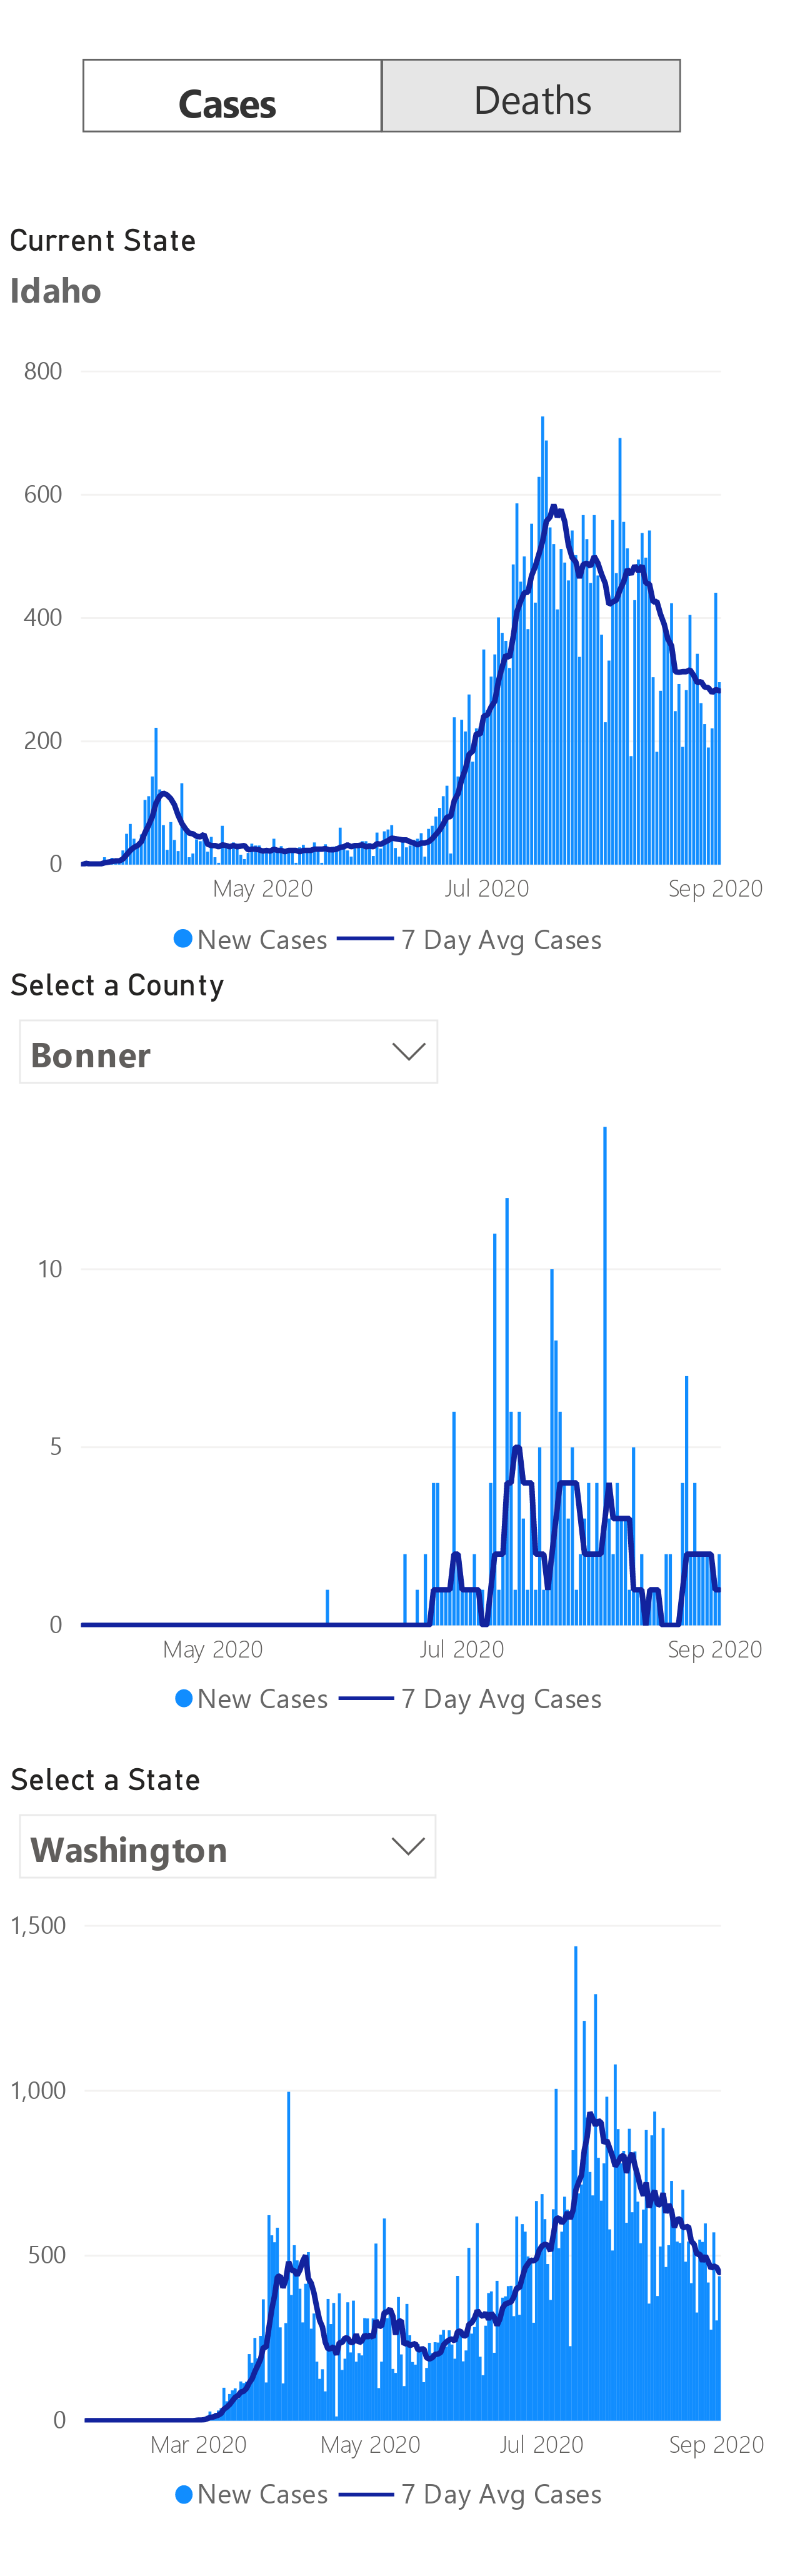 Cases Deaths
Current State
Idaho
800
600
400
200
0
May 2020 Jul 2020 Sep 2020
New Cases 7 Day Avg Cases
Select a County
Bonner
10
5
0
May 2020 Jul 2020 Sep 2020
New Cases 7 Day Avg Cases
Select a State
Washington
1,500
1,000
500
0
Mar 2020 May 2020 Jul 2020 Sep 2020
New Cases 7 Day Avg Cases